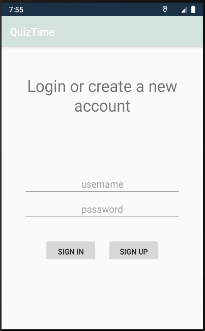 7:55
QuizTime
Login or create a new
account
username
password
SIGN IN SIGN UP